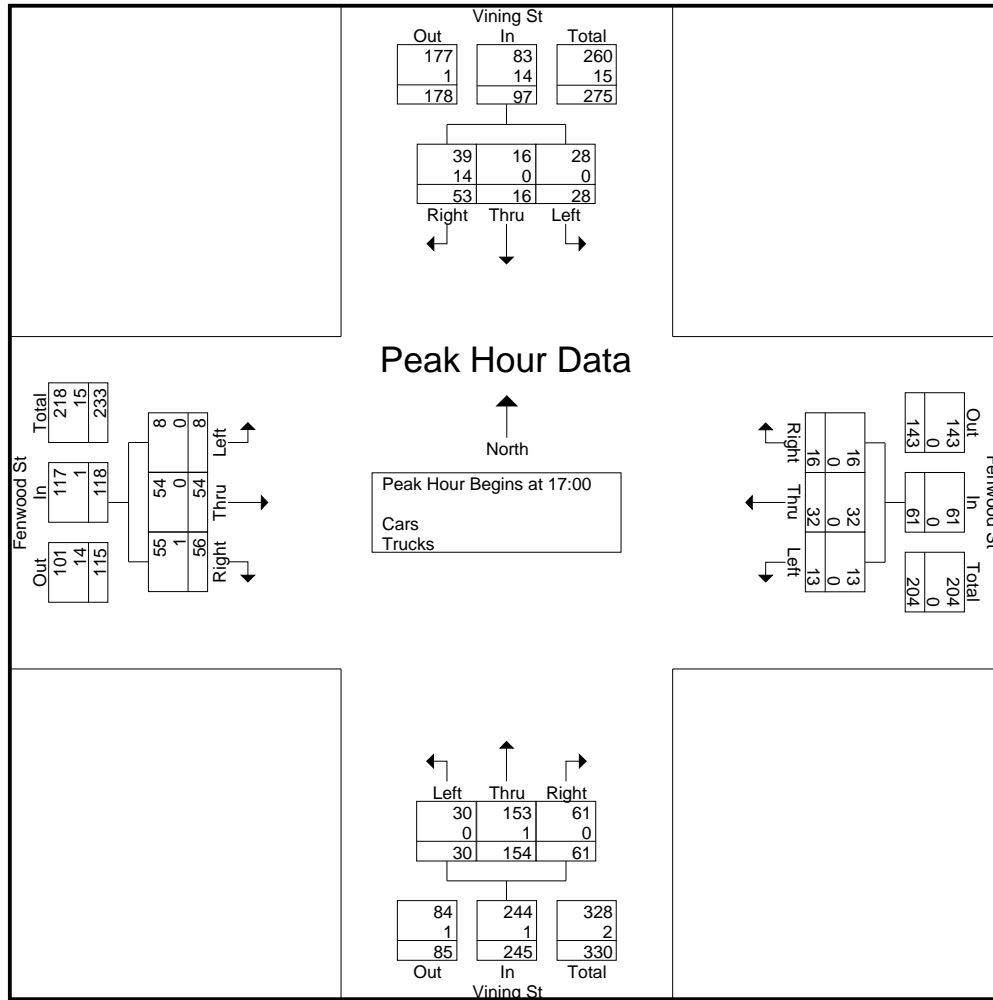 Vining St
Out In Total
177 83 260
1 14 15
178 97 275
39 16 28
14 0 0
53 16 28
Right Thru Left
Peak Hour Data
North
Peak Hour Begins at 17:00
Cars
Trucks
Fenwood St
Total In Out
218 117 101
15 1 14
233 118 115
8 54 55
0 0 1
8 54 56
Left Thru Right
Fenwood St
Out In Total
143 61 204
0 0 0
143 61 204
16 32 13
0 0 0
16 32 13
Right Thru Left
Left Thru Right
30 153 61
0 1 0
30 154 61
84 244 328
1 1 2
85 245 330
Out In Total
Vining St